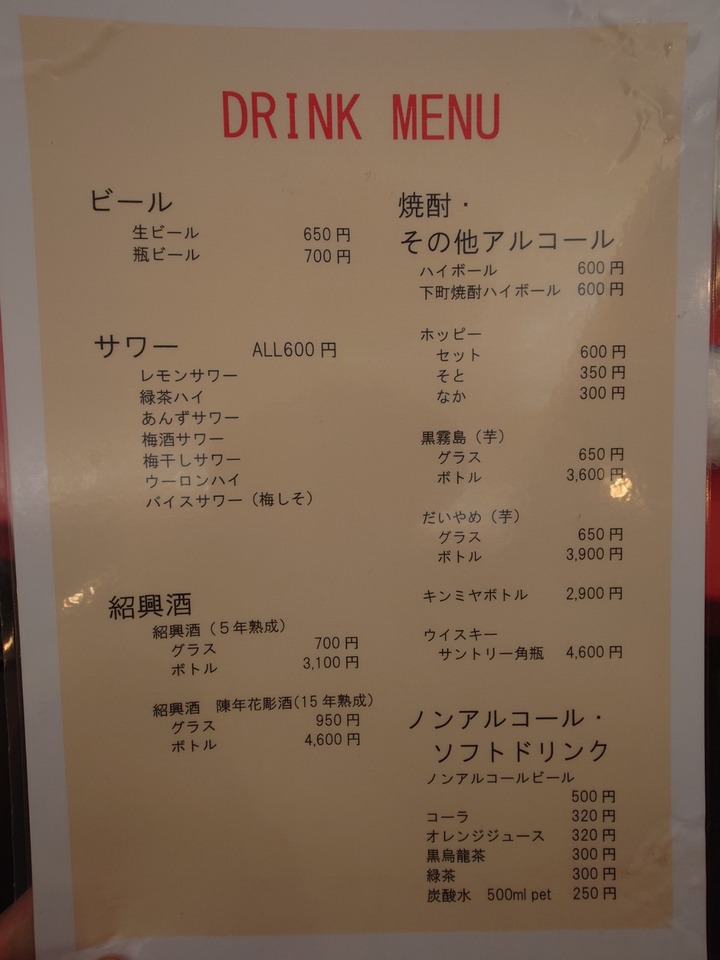 DRINK MENU
ビール
生ビール 650円
瓶ビール 700円
サワー ALL600円
レモンサワー
緑茶ハイ
あんずサワー
梅酒サワー
梅干しサワー
ウーロンハイ
バイスサワー（梅しそ）
紹興酒
紹興酒（５年熟成）
グラス 700円
ボトル 3,100円
紹興酒 陳年花彫酒(15年熟成)
グラス 950円
ボトル 4,600円
焼酎・
その他アルコール
ハイボール 600円
下町焼酎ハイボール 600円
ホッピー
セット 600円
そと 350円
なか 300円
黒霧島（芋）
グラス 650円
ボトル 3,600円
だいやめ（芋）
グラス 650円
ボトル 3,900円
キンミヤボトル 2,900円
ウイスキー
サントリー角瓶 4,600円
ノンアルコール・
ソフトドリンク
ノンアルコールビール
500円
コーラ 320円
オレンジジュース 320円
黒烏龍茶 300円
緑茶 300円
炭酸水 500ml pet 250円